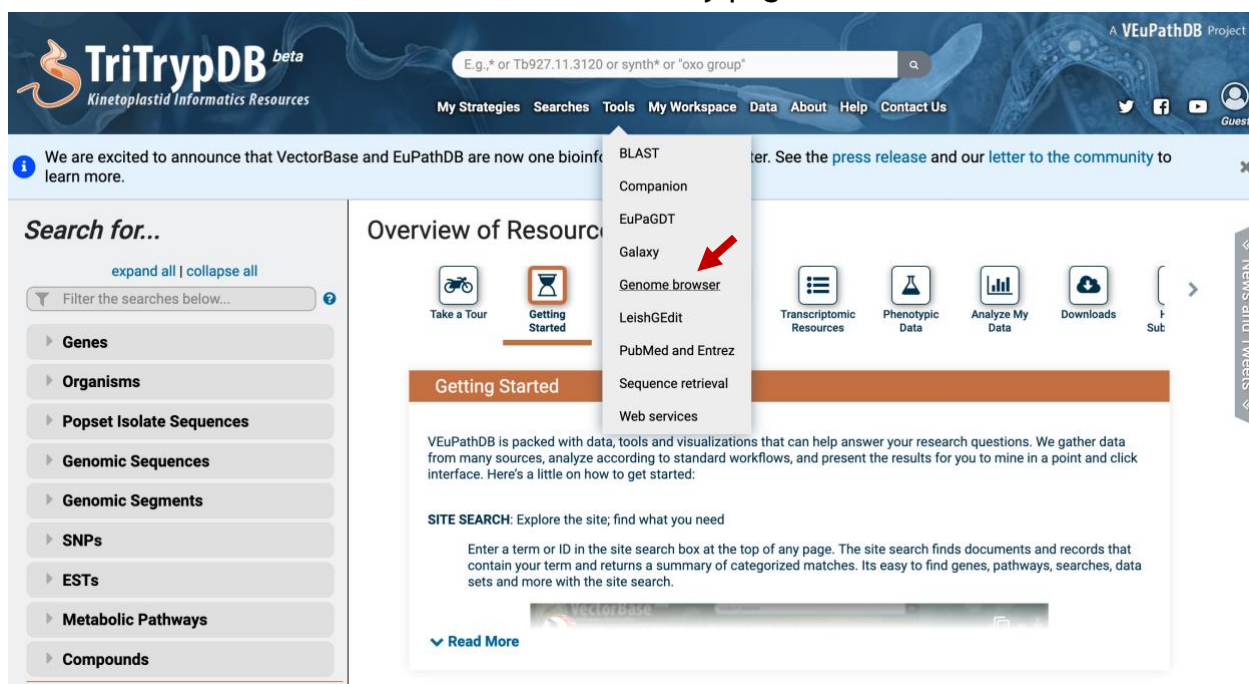 A VEuPathDB Project
TriTrypDB beta
Kinetoplastid Informatics Resources
E.g.,* or Tb927.11.3120 or synth* or "oxo group"
My Strategies Searches Tools My Workspace Data About Help Contact Us
Guest
We are excited to announce that VectorBase and EuPathDB are now one bioinfo
ter. See the press release and our letter to the community to
learn more.
BLAST
Companion
EuPaGDT
Galaxy
Genome browser
LeishGEdit
PubMed and Entrez
Sequence retrieval
Web services
Search for...
expand all | collapse all
Filter the searches below...
Genes
Organisms
Popset Isolate Sequences
Genomic Sequences
Genomic Segments
SNPs
ESTs
Metabolic Pathways
Compounds
Overview of Resourc
Take a Tour
Getting
Started
Transcriptomic
Resources
Phenotypic
Data
Analyze My
Data
Downloads
Sub
News and Tweets
Getting Started
VEuPathDB is packed with data, tools and visualizations that can help answer your research questions. We gather data
from many sources, analyze according to standard workflows, and present the results for you to mine in a point and click
interface. Here's a little on how to get started:
SITE SEARCH: Explore the site; find what you need
Enter a term or ID in the site search box at the top of any page. The site search finds documents and records that
contain your term and returns a summary of categorized matches. Its easy to find genes, pathways, searches, data
sets and more with the site search.
VectorBase
Read More